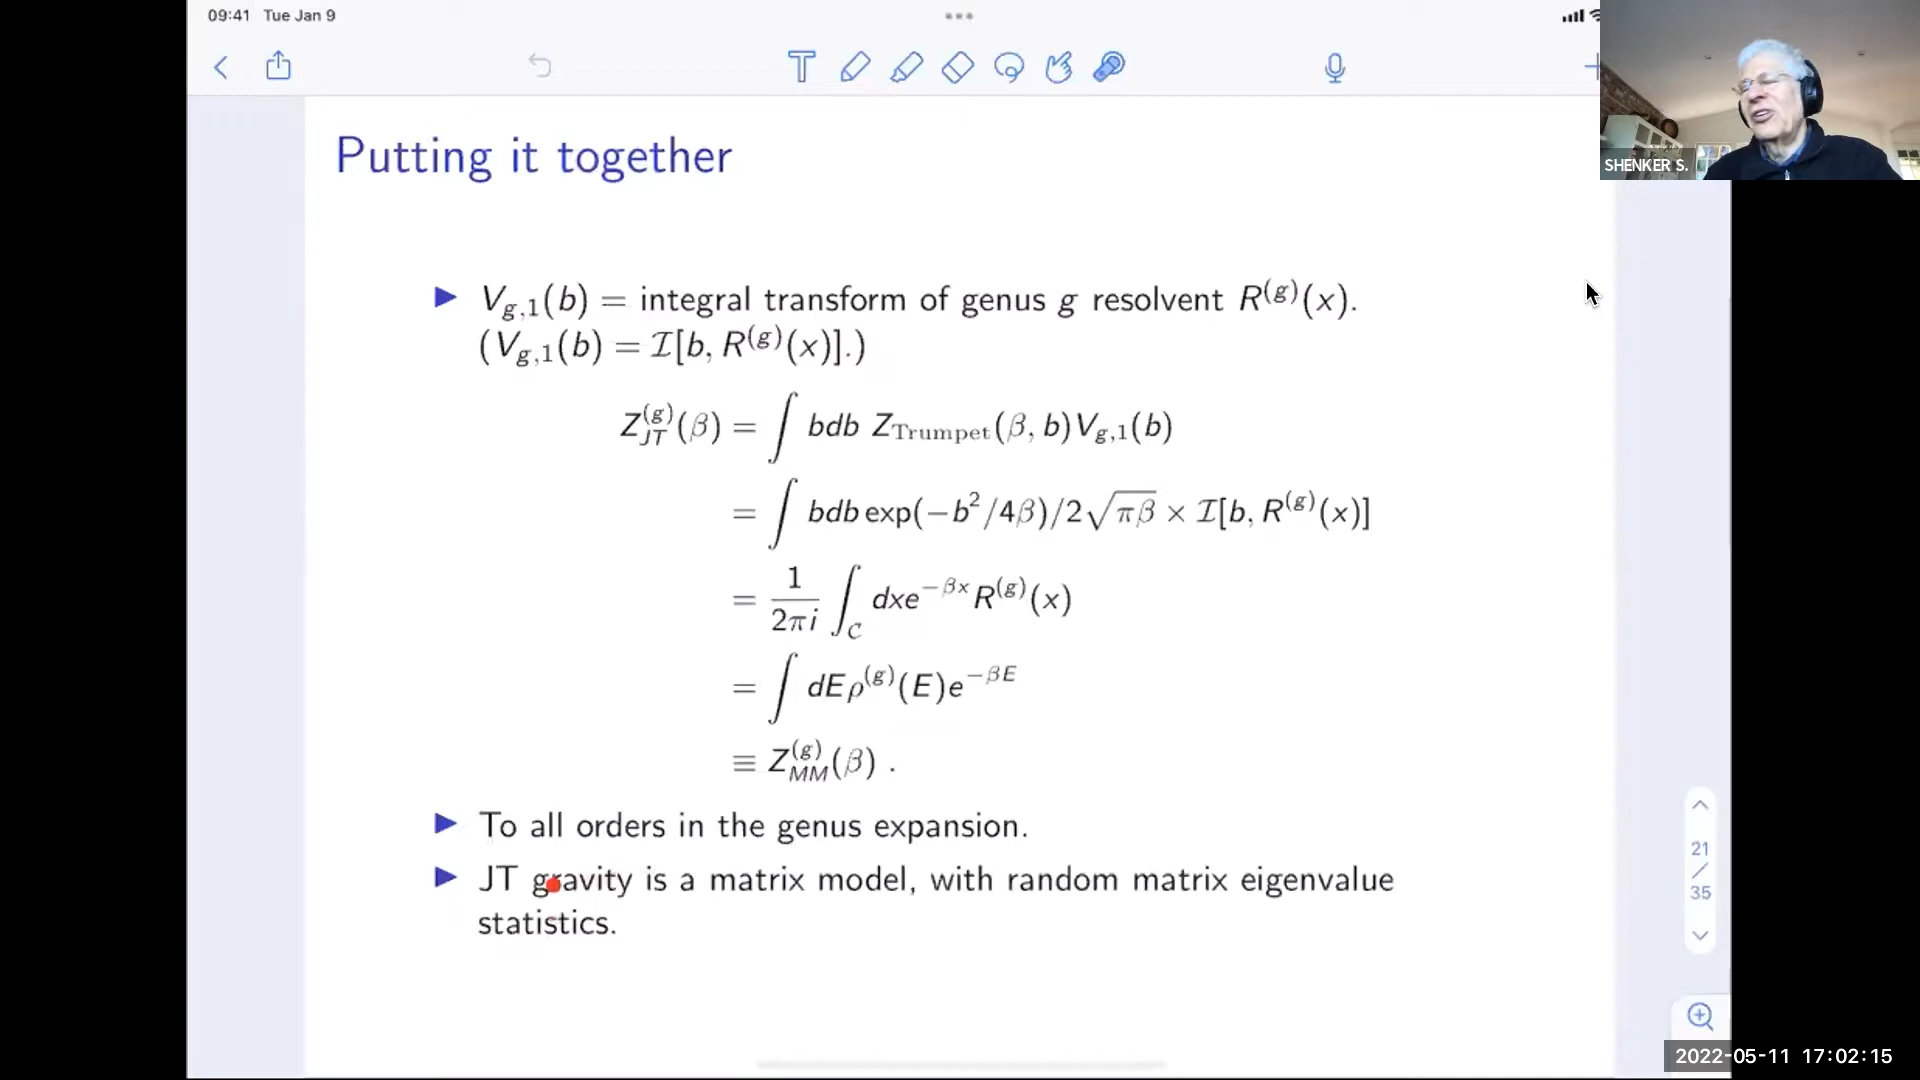 09:41 Tue Jan 9
SHENKER S.
Putting it together
▶ V_{g,1}(b) = integral transform of genus g resolvent R^{(g)}(x).
(V_{g,1}(b) = ℐ[b, R^{(g)}(x)].)
Z_{JT}^{(g)}(β) = ∫ bdb Z_{Trumpet}(β, b)V_{g,1}(b)
= ∫ bdb exp(−b²/4β)/2√πβ × ℐ[b, R^{(g)}(x)]
= 1/2πi ∫_C dxe^{−βx}R^{(g)}(x)
= ∫ dEρ^{(g)}(E)e^{−βE}
≡ Z_{MM}^{(g)}(β) .
▶ To all orders in the genus expansion.
▶ JT gravity is a matrix model, with random matrix eigenvalue
statistics.
21
/
35
2022-05-11 17:02:15